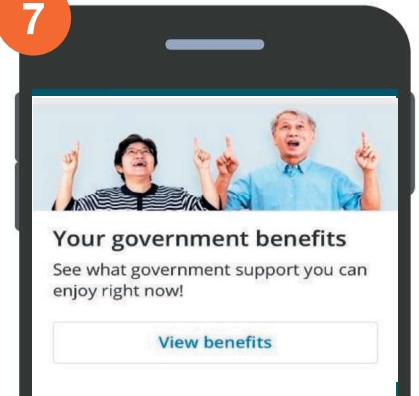 7
Your government benefits
See what government support you can
enjoy right now!
View benefits